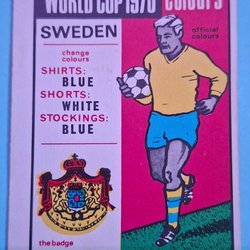 WORLD CUP 1970 COLOURS
SWEDEN
official
colours
change
colours
SHIRTS:
BLUE
SHORTS:
WHITE
STOCKINGS:
BLUE
the badge